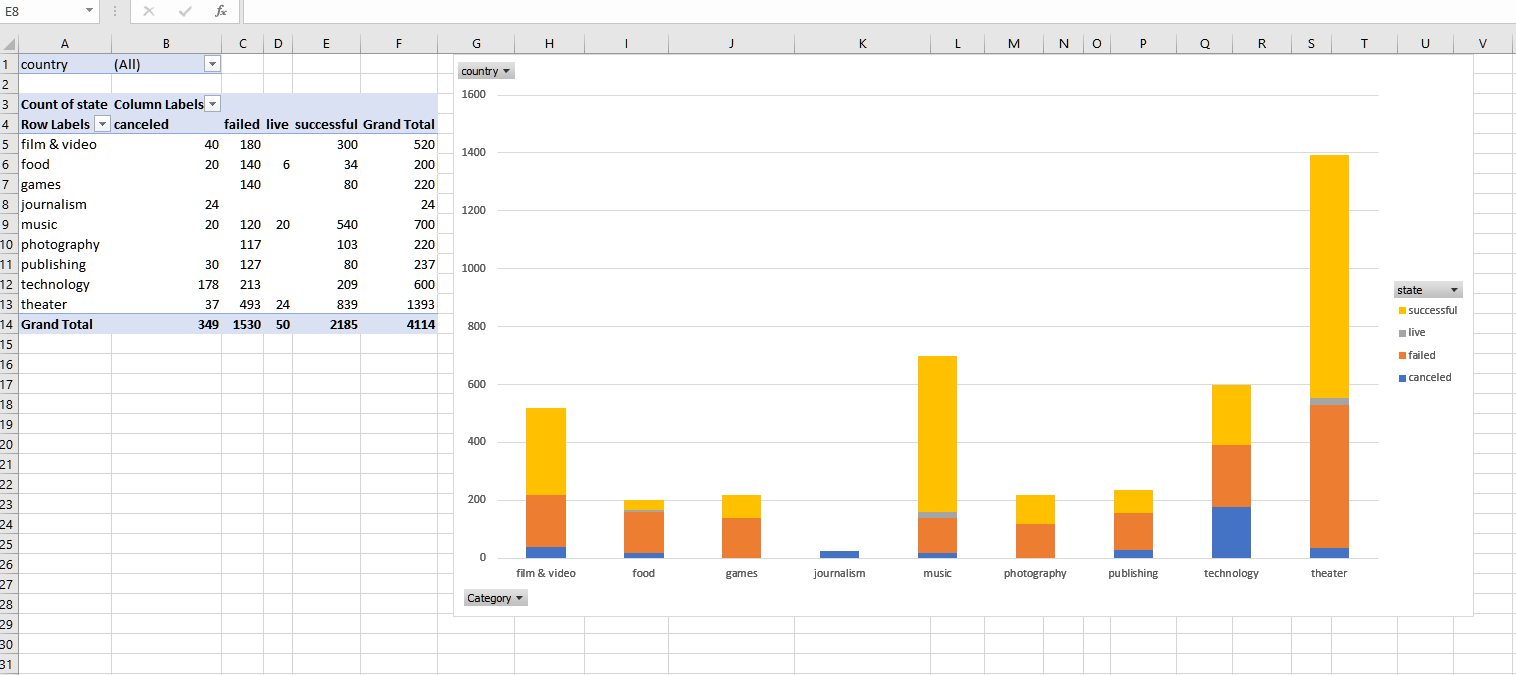 E8 fx
A B C D E F G H I J K L M N O P Q R S T U V
1 country (All)
2
3 Count of state Column Labels
4 Row Labels canceled failed live successful Grand Total
5 film & video 40 180 300 520
6 food 20 140 6 34 200
7 games 140 80 220
8 journalism 24 24
9 music 20 120 20 540 700
10 photography 117 103 220
11 publishing 30 127 80 237
12 technology 178 213 209 600
13 theater 37 493 24 839 1393
14 Grand Total 349 1530 50 2185 4114
15
16
17
18
19
20
21
22
23
24
25
26
27
28
29
30
31
country
1600
1400
1200
1000
800
600
400
200
0
film & video food games journalism music photography publishing technology theater
Category
state
successful
live
failed
canceled